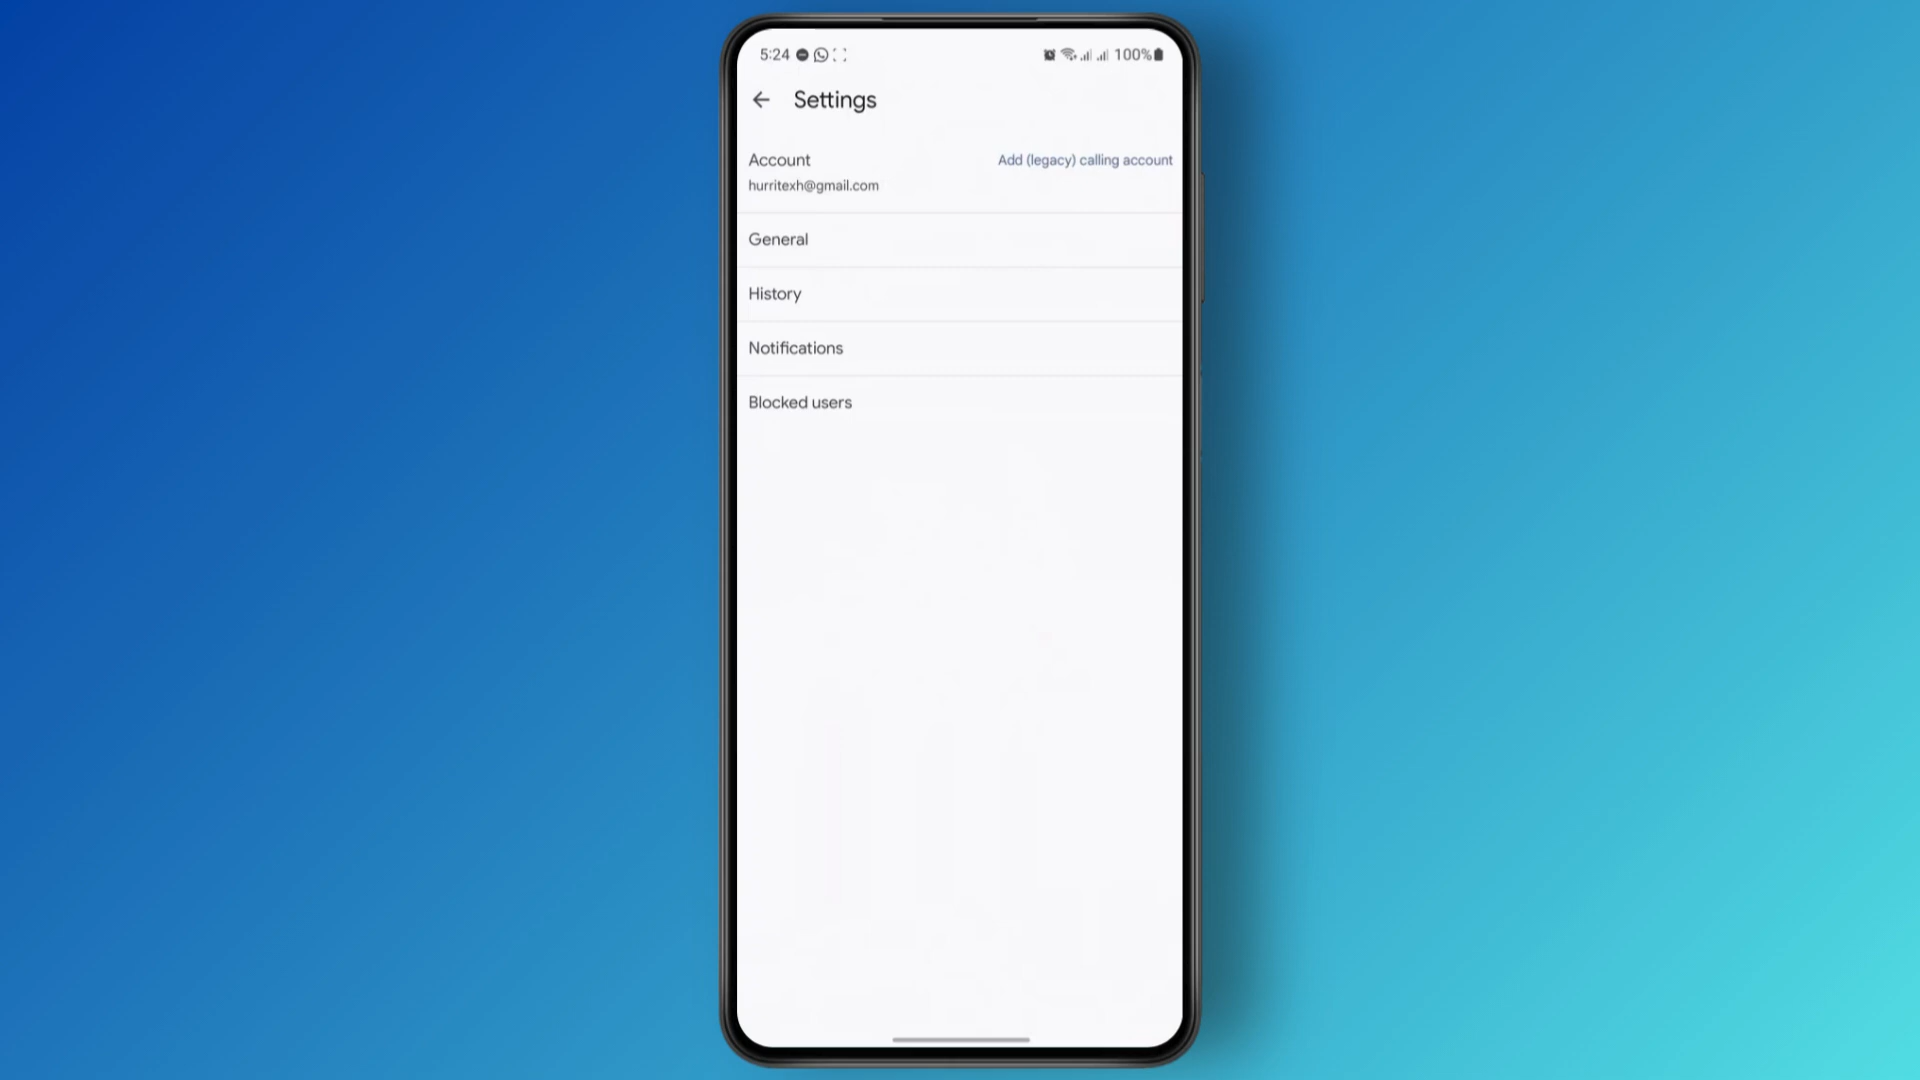 5:24 100%
Settings
Account Add (legacy) calling account
hurritexh@gmail.com
General
History
Notifications
Blocked users